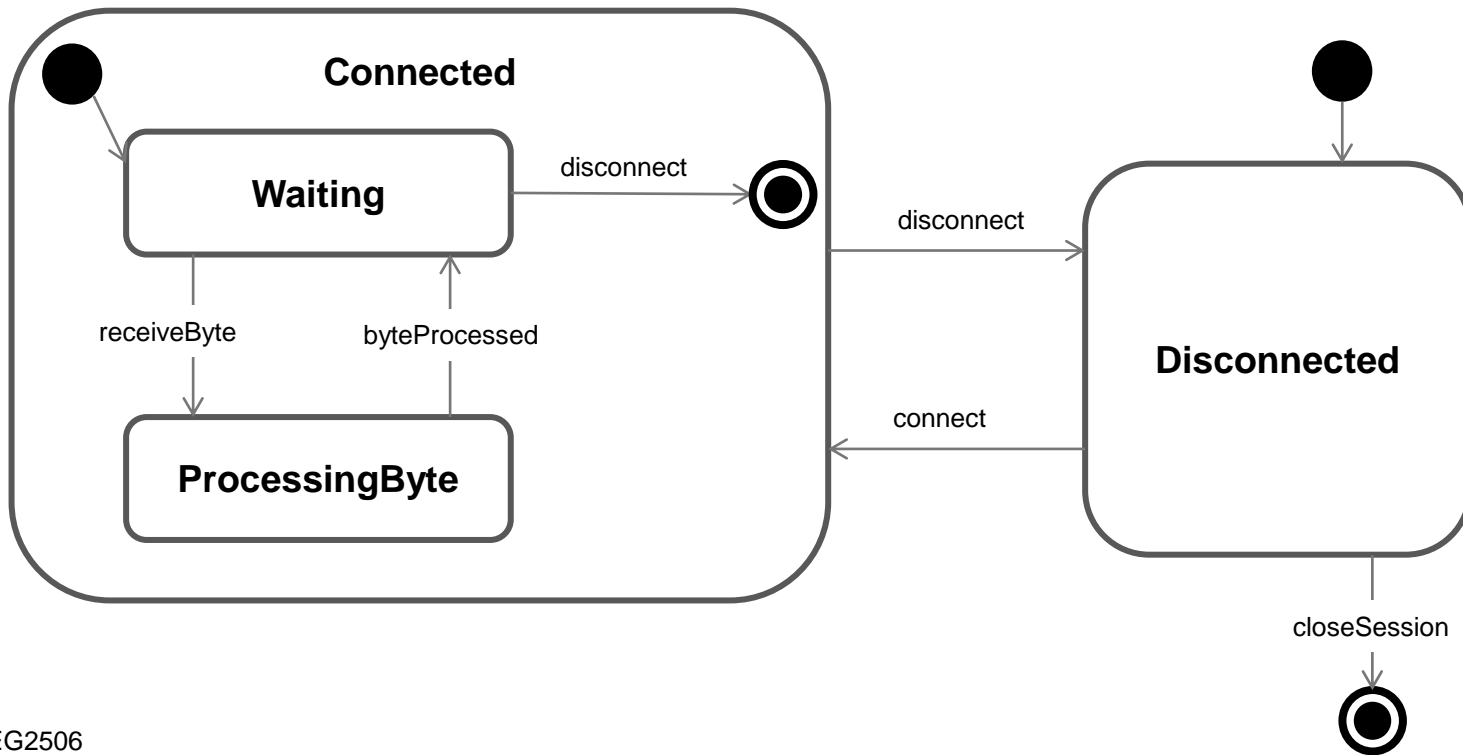 Connected
Waiting
disconnect
disconnect
receiveByte
byteProcessed
Disconnected
connect
ProcessingByte
closeSession
EG2506